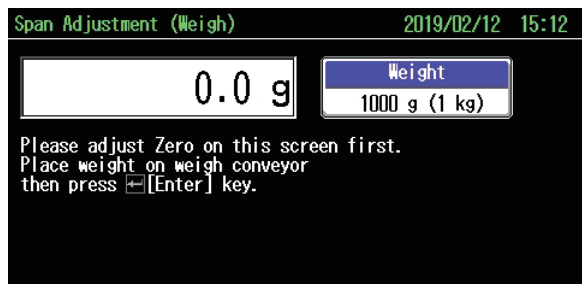 Span Adjustment (Weigh) 2019/02/12 15:12
0.0 g
Weight
1000 g (1 kg)
Please adjust Zero on this screen first.
Place weight on weigh conveyor
then press ↵[Enter] key.